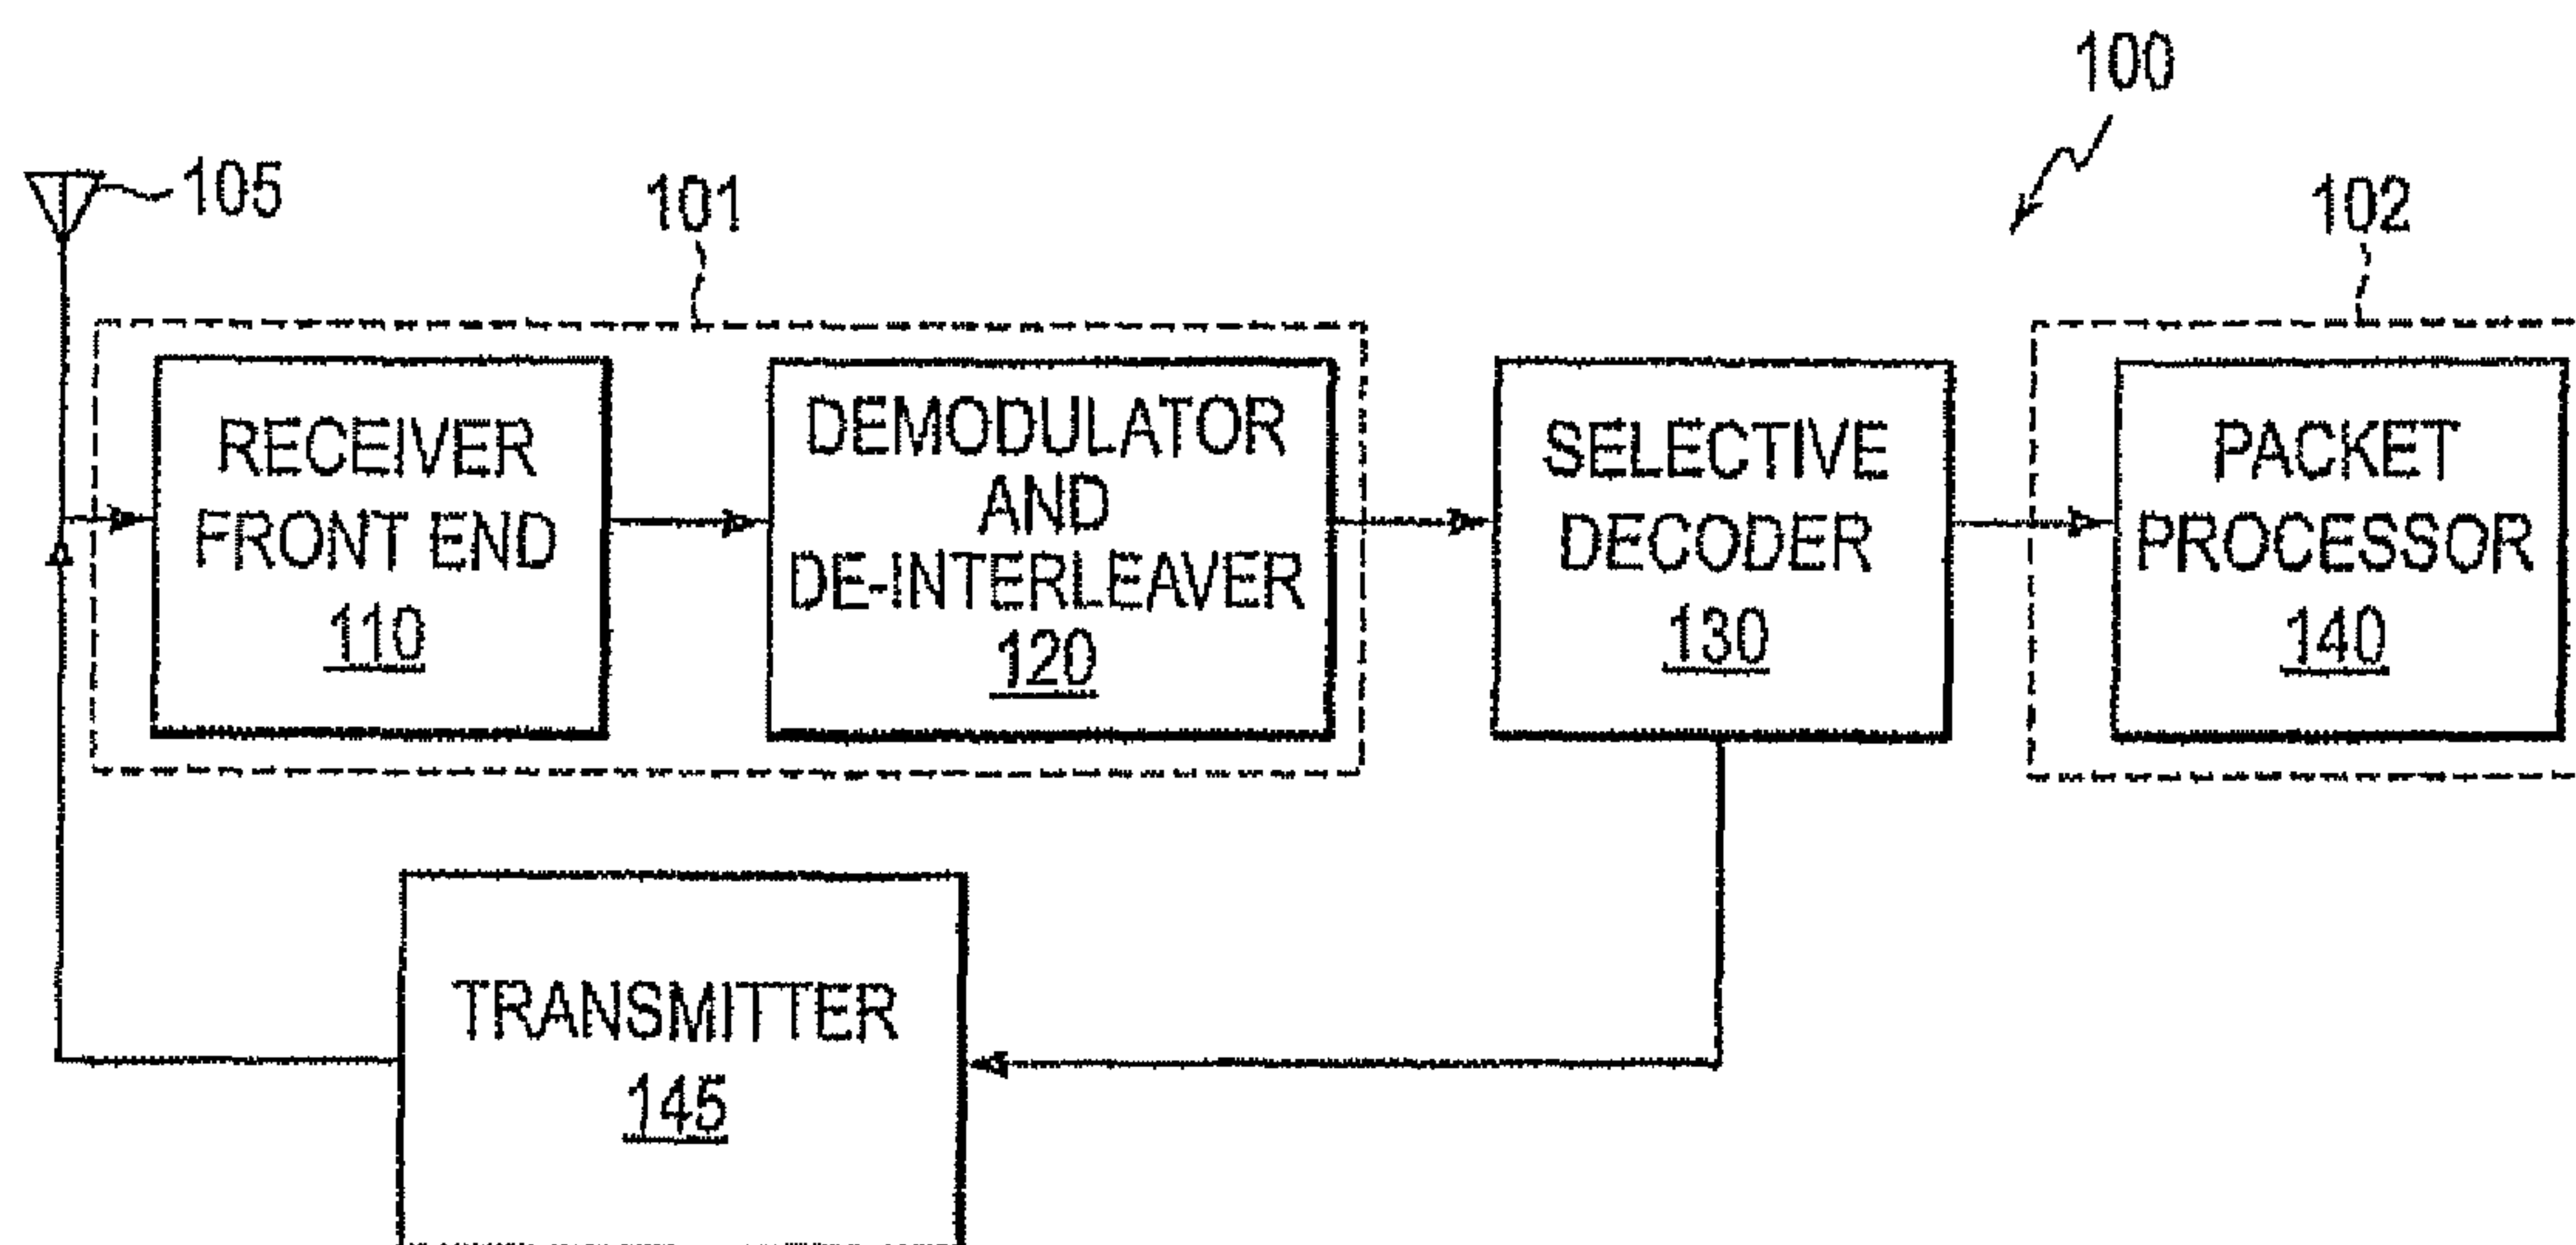 100
105
101
102
RECEIVER
FRONT END
110
DEMODULATOR
AND
DE-INTERLEAVER
120
SELECTIVE
DECODER
130
PACKET
PROCESSOR
140
TRANSMITTER
145